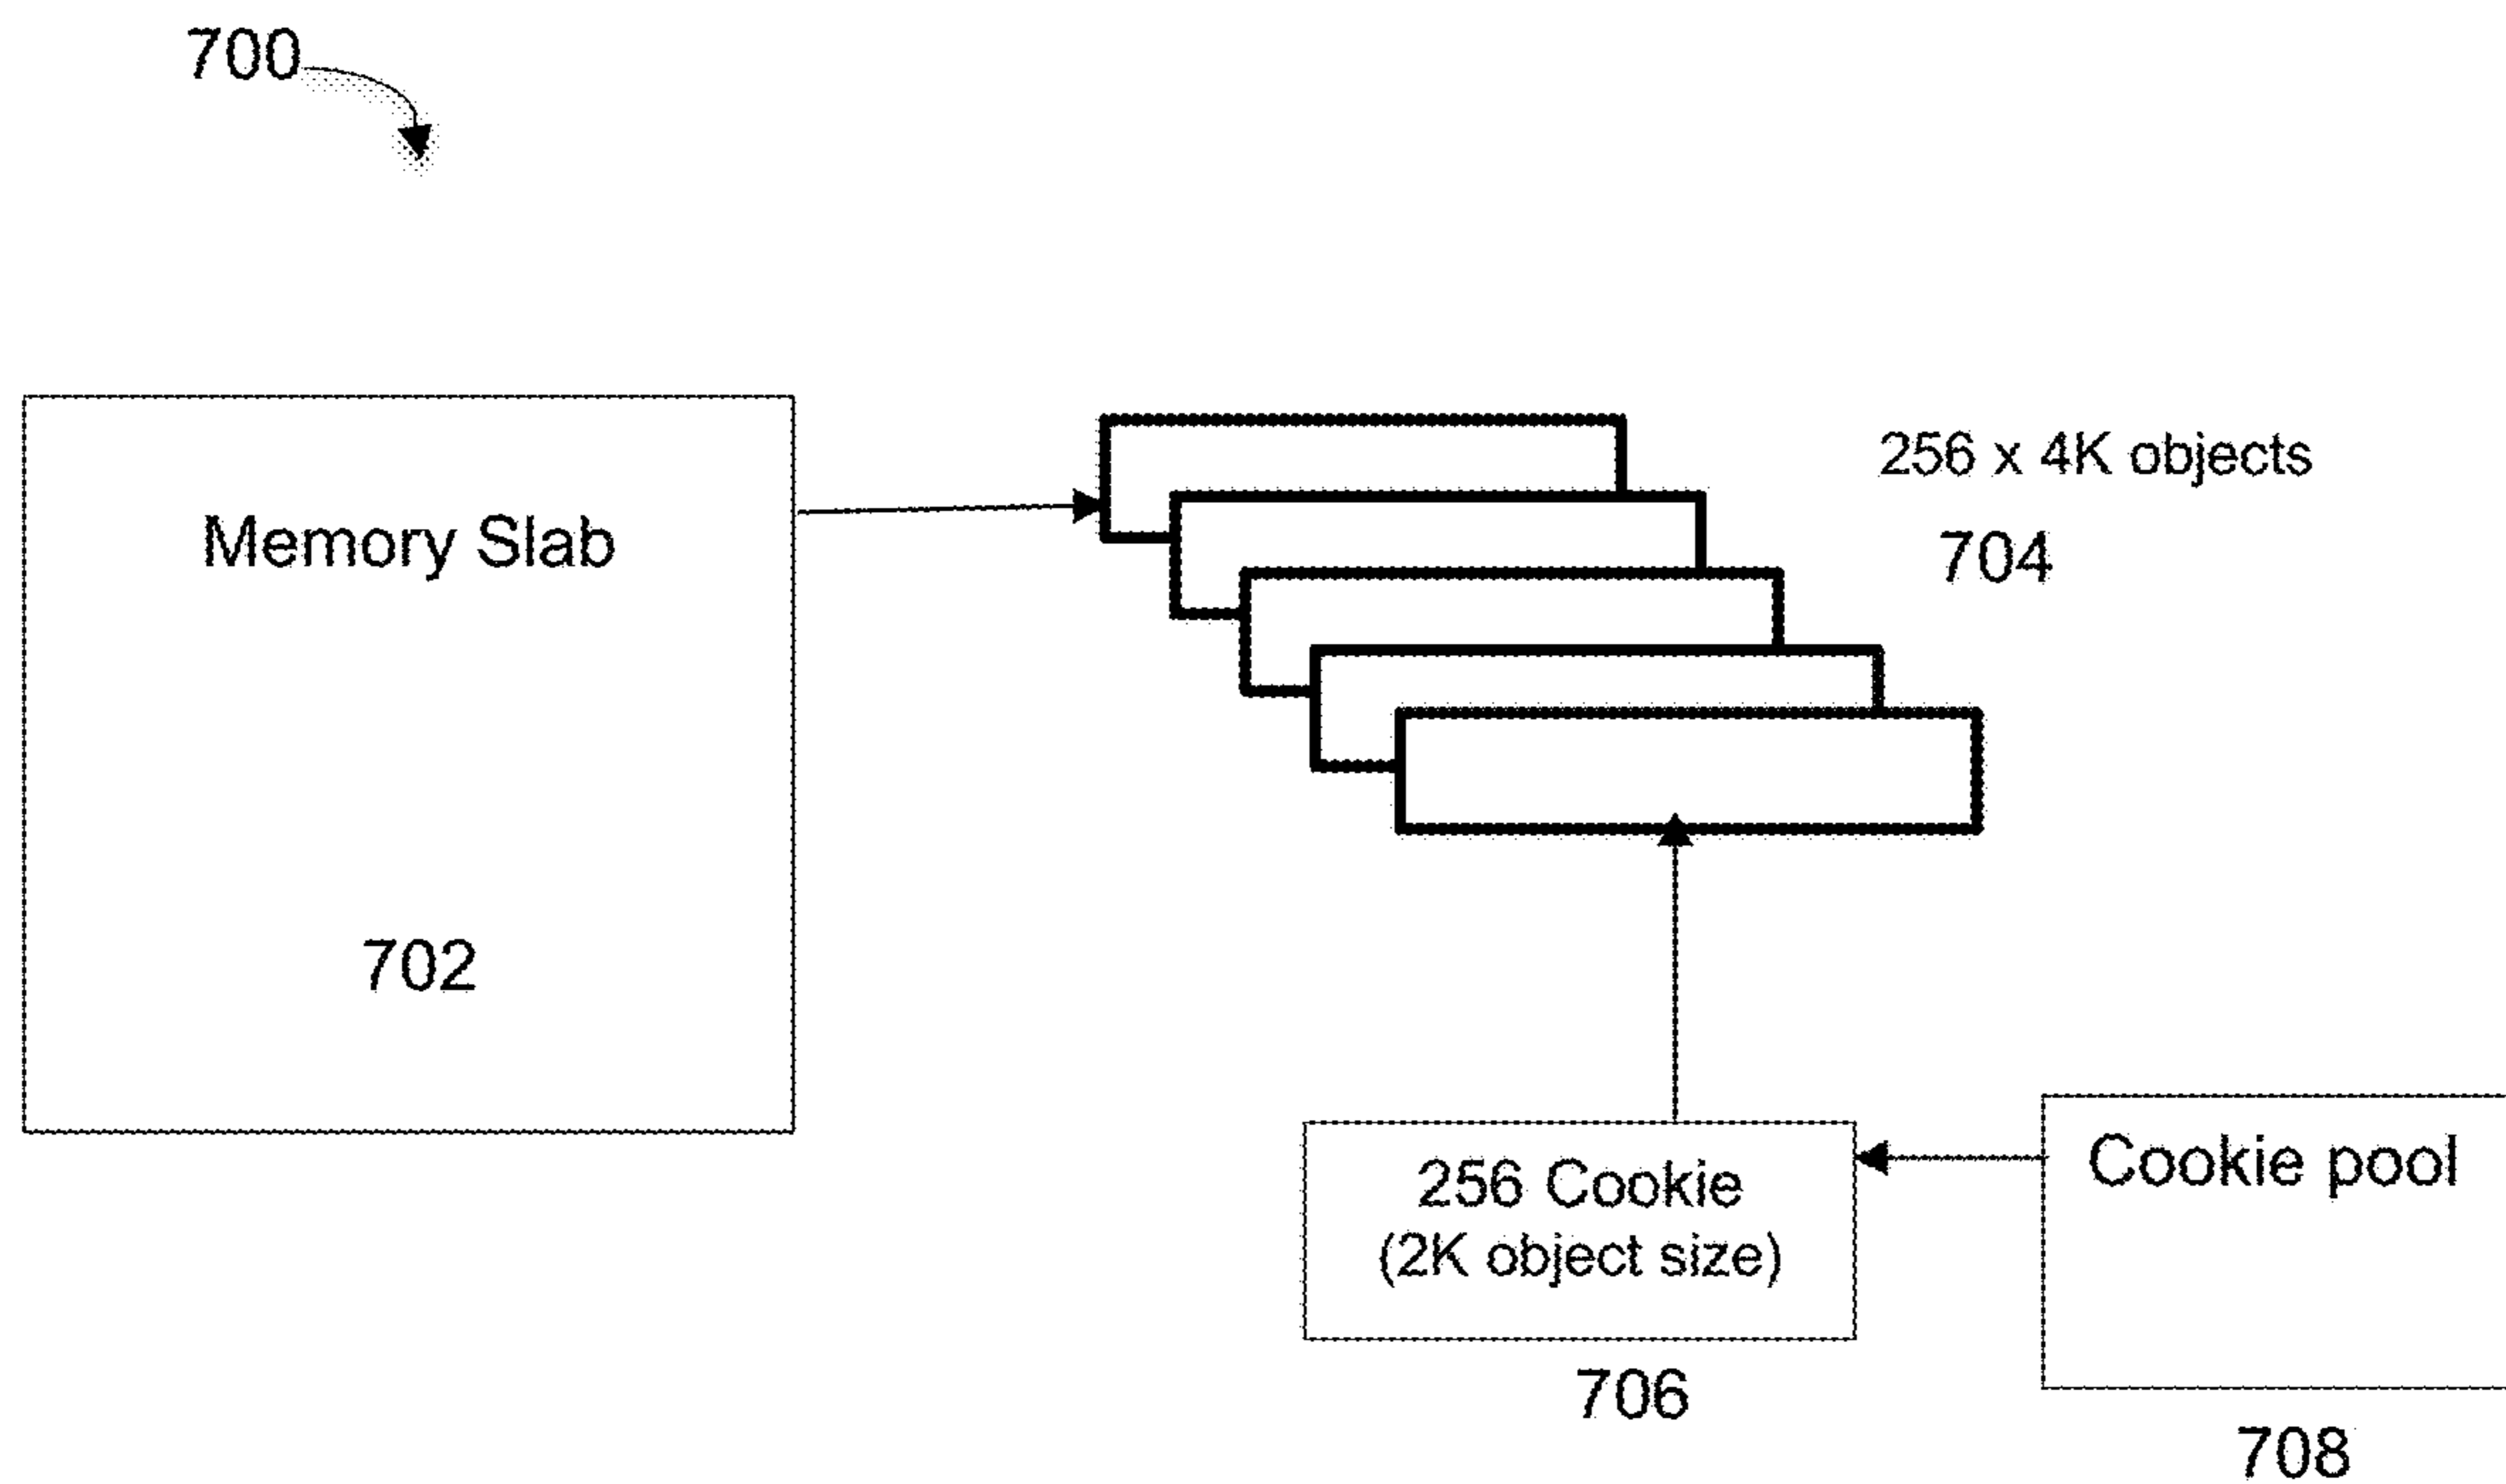 700
Memory Slab
702
256 x 4K objects
704
256 Cookie
(2K object size)
706
Cookie pool
708